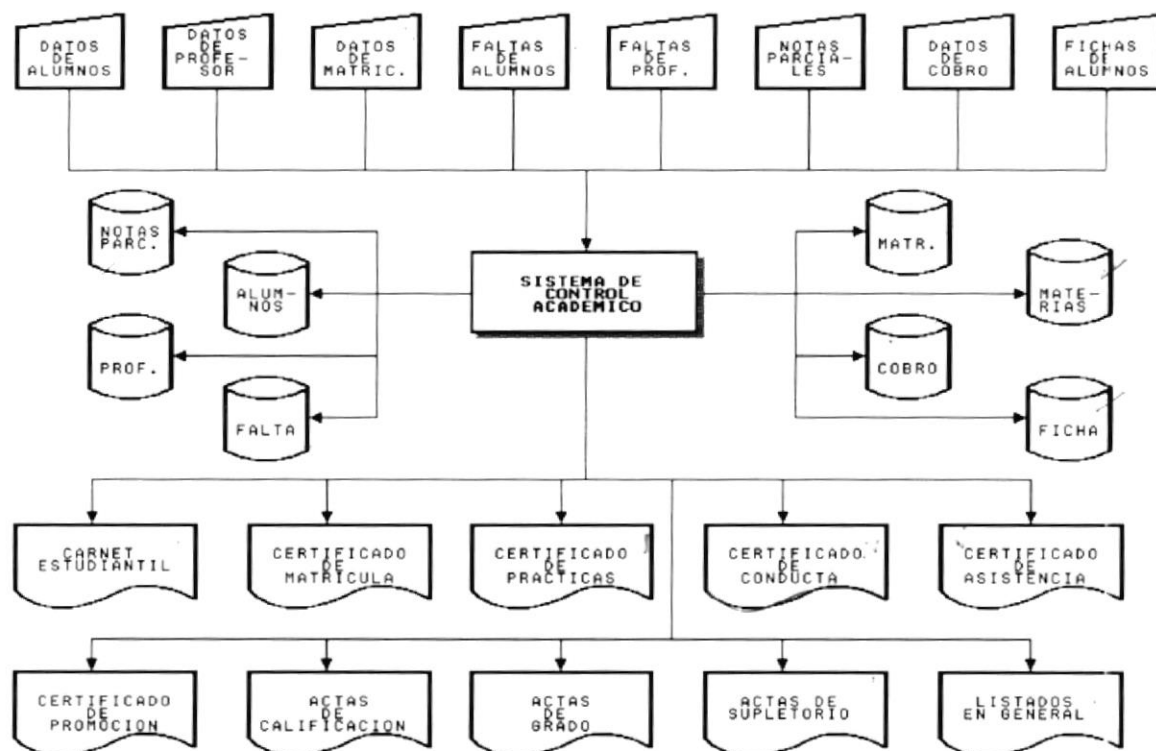 DATOS
DE
ALUMNOS
DATOS
DE
PROFE-
SOR
DATOS
DE
MATRIC.
FALTAS
DE
ALUMNOS
FALTAS
DE
PROF.
NOTAS
PARCIA-
LES
DATOS
DE
COBRO
FICHAS
DE
ALUMNOS
NOTAS
PARC.
MATR.
ALUM-
NOS
SISTEMA DE
CONTROL
ACADEMICO
MATE-
RIAS
PROF.
COBRO
FALTA
FICHA
CARNET
ESTUDIANTIL
CERTIFICADO
DE
MATRICULA
CERTIFICADO
DE
PRACTICAS
CERTIFICADO
DE
CONDUCTA
CERTIFICADO
DE
ASISTENCIA
CERTIFICADO
DE
PROMOCION
ACTAS
DE
CALIFICACION
ACTAS
DE
GRADO
ACTAS DE
SUPLETORIO
LISTADOS
EN GENERAL